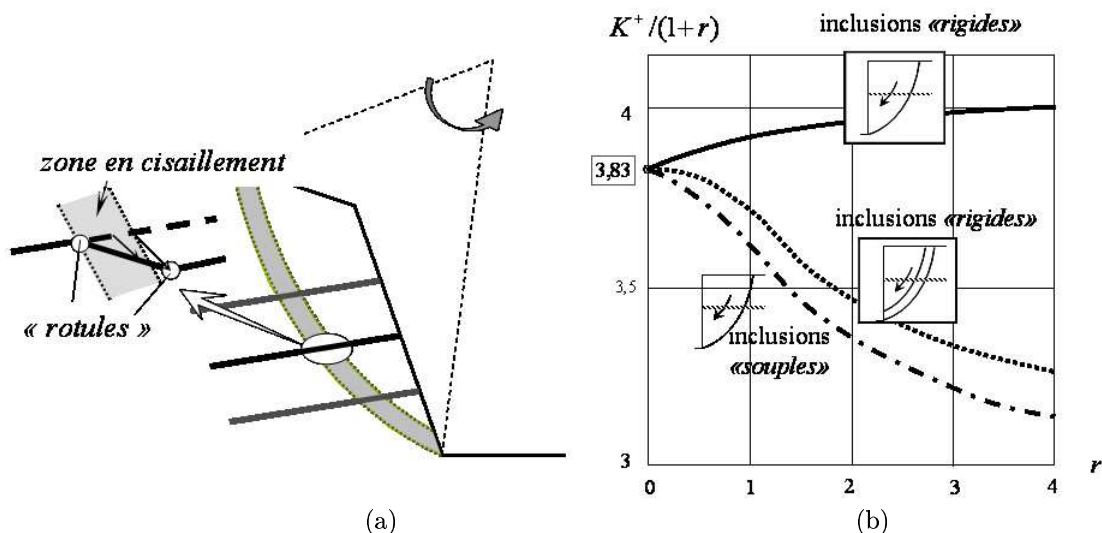 zone en cisaillement
« rotules »
(a)
K⁺/(1+r)
inclusions «rigides»
4
3,83
inclusions «rigides»
3,5
inclusions
«souples»
3
r
0
1
2
3
4
(b)